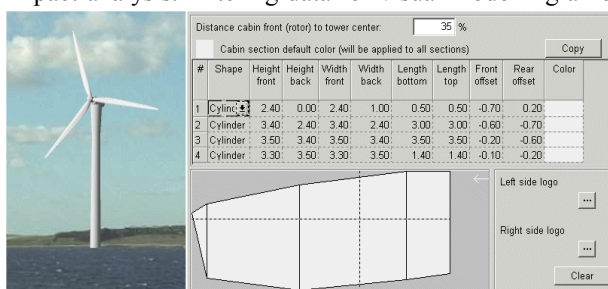 Distance cabin front (rotor) to tower center: 35 %
Cabin section default color (will be applied to all sections) Copy
# Shape Height Height Width Width Length Length Front Rear Color
front back front back bottom top offset offset
1 Cylinc 2.40 0.00 2.40 1.00 0.50 0.50 -0.70 0.20
2 Cylinder 3.40 2.40 3.40 2.40 3.00 3.00 -0.60 -0.70
3 Cylinder 3.50 3.40 3.50 3.40 3.50 3.50 -0.20 -0.60
4 Cylinder 3.30 3.50 3.30 3.50 1.40 1.40 -0.10 -0.20
Left side logo
...
Right side logo
...
Clear